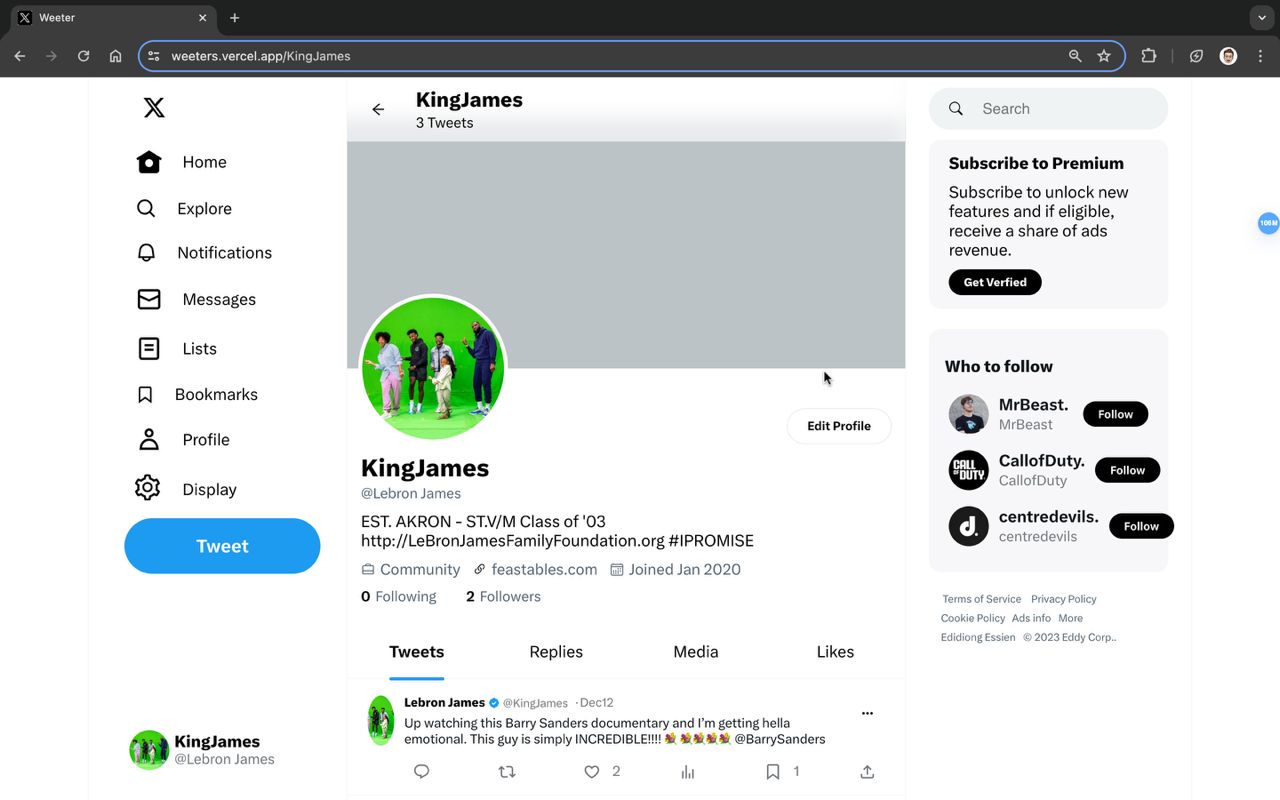 Weeter
weeters.vercel.app/KingJames
KingJames
3 Tweets
Home
Explore
Notifications
Messages
Lists
Bookmarks
Profile
Display
Tweet
KingJames
@Lebron James
Edit Profile
KingJames
@Lebron James
EST. AKRON - ST.V/M Class of '03
http://LeBronJamesFamilyFoundation.org #IPROMISE
Community feastables.com Joined Jan 2020
0 Following 2 Followers
Tweets Replies Media Likes
Lebron James @KingJames ·Dec12
Up watching this Barry Sanders documentary and I’m getting hella
emotional. This guy is simply INCREDIBLE!!!! 💐 💐💐💐💐 @BarrySanders
2 1
Search
Subscribe to Premium
Subscribe to unlock new
features and if eligible,
receive a share of ads
revenue.
Get Verfied
106M
Who to follow
MrBeast.
MrBeast
Follow
CALL OF DUTY
CallofDuty.
CallofDuty
Follow
d.
centredevils.
centredevils
Follow
Terms of Service Privacy Policy
Cookie Policy Ads info More
Edidiong Essien © 2023 Eddy Corp..